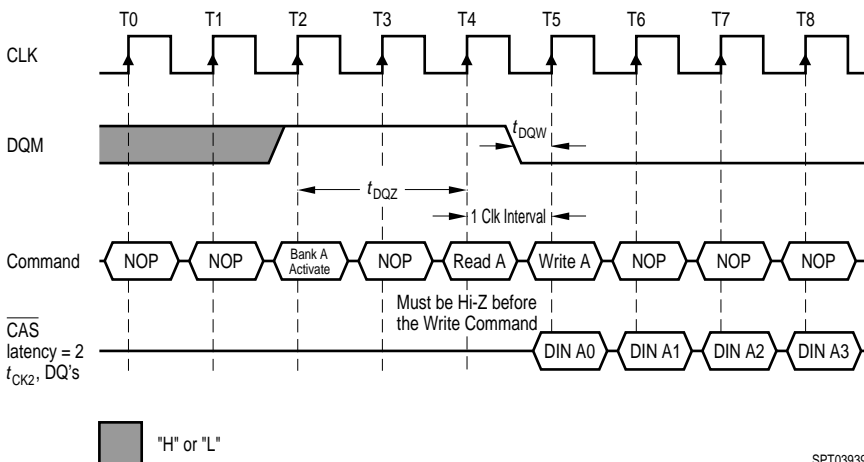 T0 T1 T2 T3 T4 T5 T6 T7 T8
CLK
DQM
tDQW
tDQZ
1 Clk Interval
Command NOP NOP Bank A Activate NOP Read A Write A NOP NOP NOP
Must be Hi-Z before
the Write Command
CAS
latency = 2
tCK2, DQ's
DIN A0 DIN A1 DIN A2 DIN A3
"H" or "L"
SPT03939